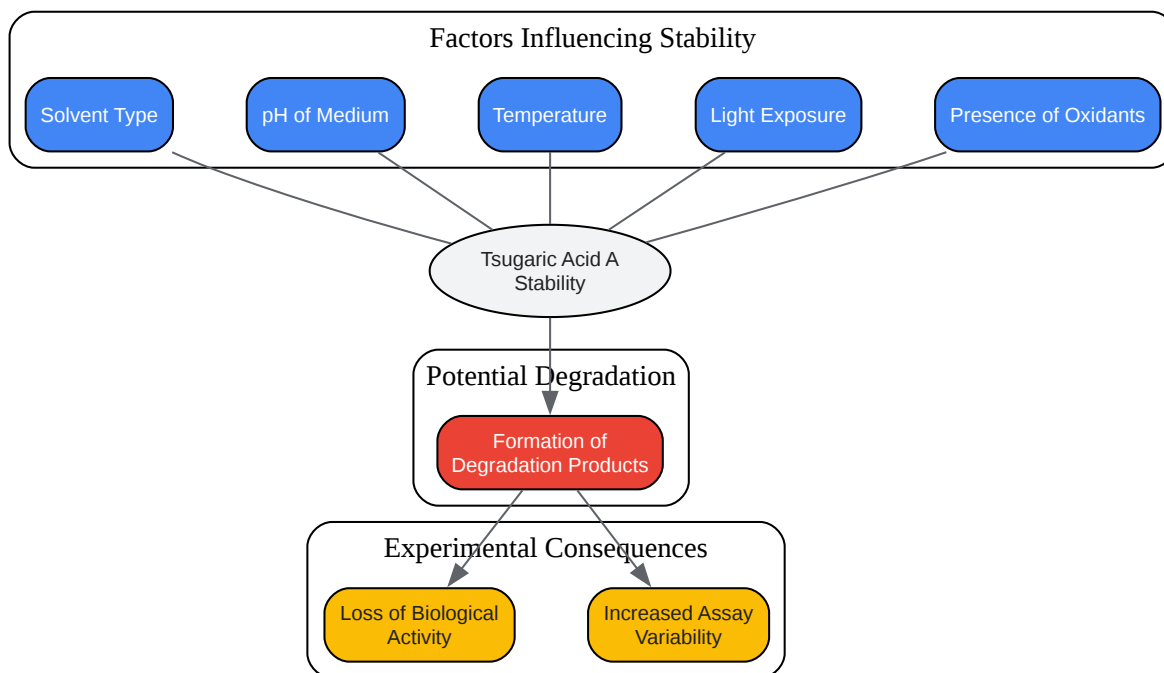 Factors Influencing Stability
Solvent Type
pH of Medium
Temperature
Light Exposure
Presence of Oxidants
Tsugaric Acid A
Stability
Potential Degradation
Formation of
Degradation Products
Experimental Consequences
Loss of Biological
Activity
Increased Assay
Variability